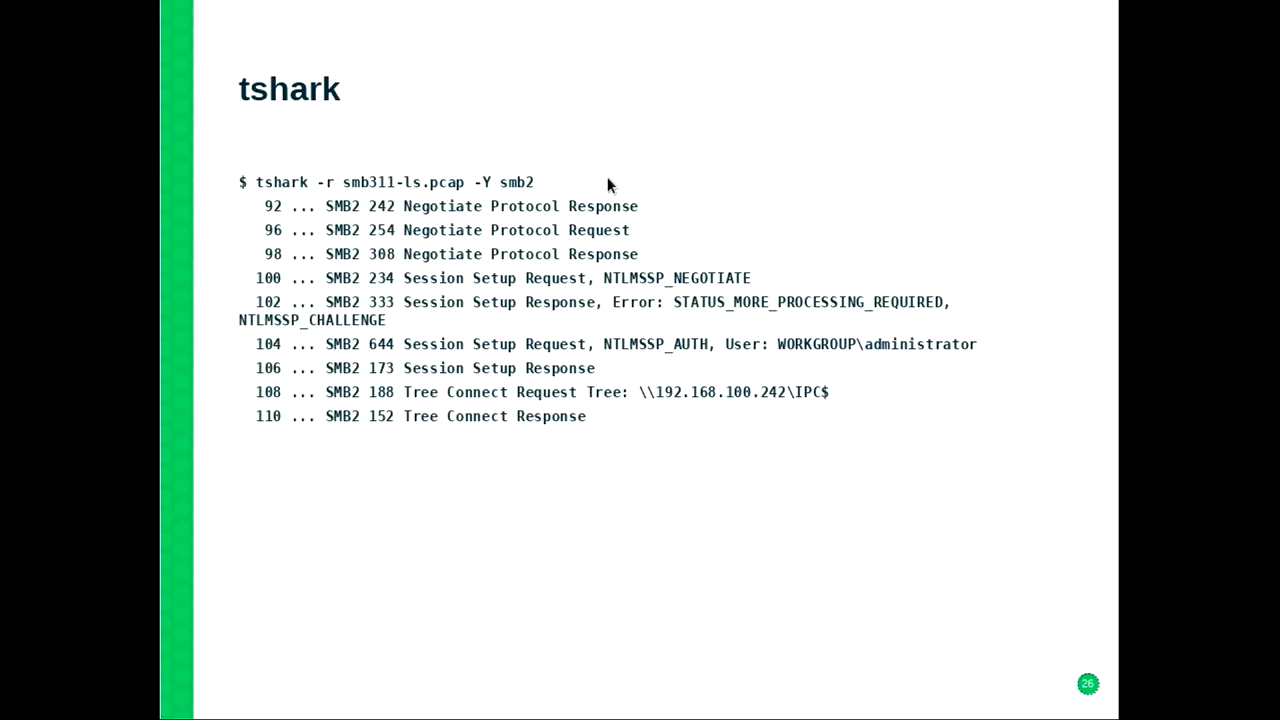 tshark
$ tshark -r smb311-ls.pcap -Y smb2
92 ... SMB2 242 Negotiate Protocol Response
96 ... SMB2 254 Negotiate Protocol Request
98 ... SMB2 308 Negotiate Protocol Response
100 ... SMB2 234 Session Setup Request, NTLMSSP_NEGOTIATE
102 ... SMB2 333 Session Setup Response, Error: STATUS_MORE_PROCESSING_REQUIRED,
NTLMSSP_CHALLENGE
104 ... SMB2 644 Session Setup Request, NTLMSSP_AUTH, User: WORKGROUP\administrator
106 ... SMB2 173 Session Setup Response
108 ... SMB2 188 Tree Connect Request Tree: \\192.168.100.242\IPC$
110 ... SMB2 152 Tree Connect Response
26